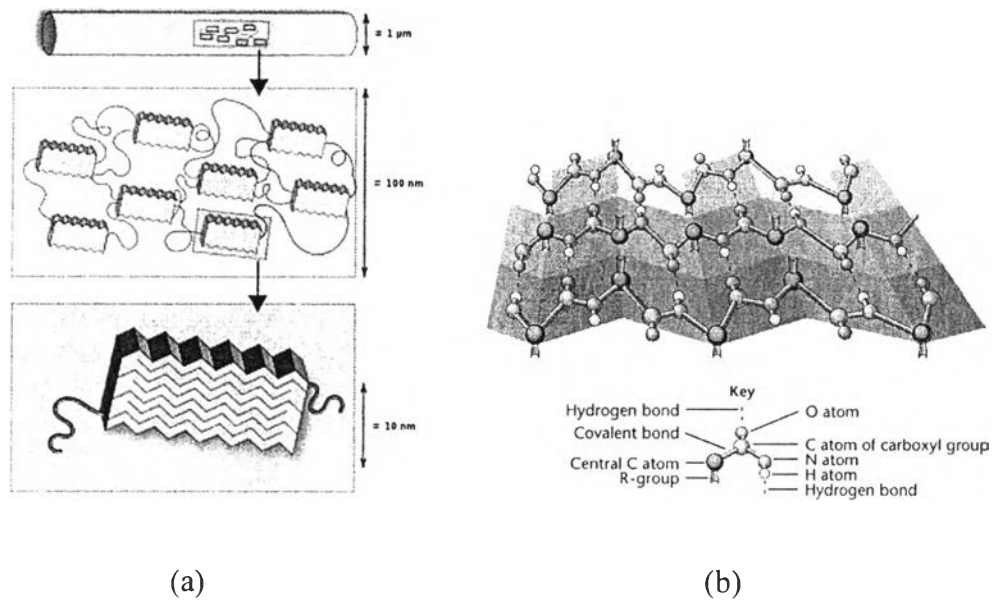 = 1 μm
= 100 nm
= 10 nm
Key
Hydrogen bond
O atom
Covalent bond
C atom of carboxyl group
Central C atom
N atom
R-group
H atom
Hydrogen bond
(a)
(b)